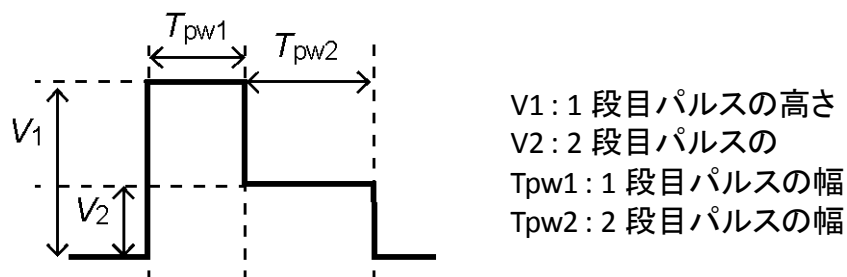 Tpw1
Tpw2
V1
V2
V1 : 1 段目パルスの高さ
V2 : 2 段目パルスの
Tpw1 : 1 段目パルスの幅
Tpw2 : 2 段目パルスの幅